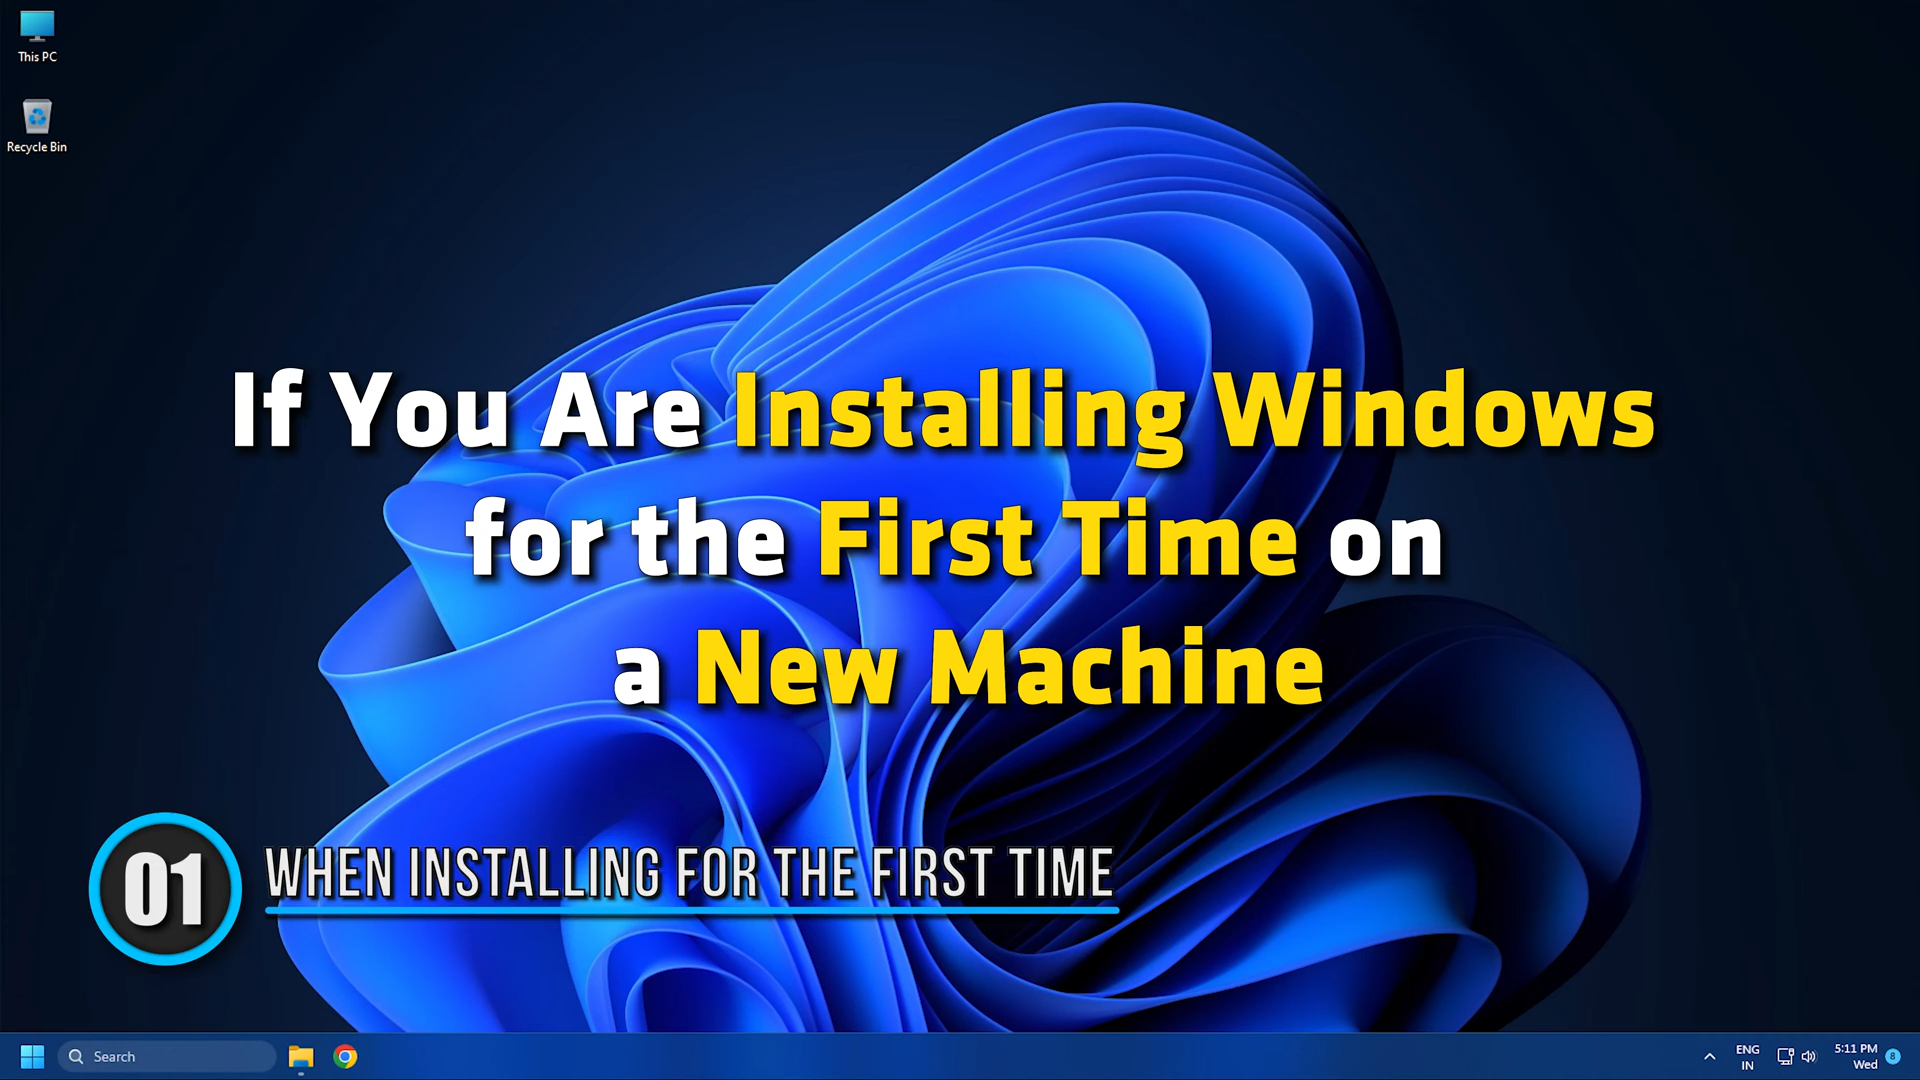 This PC
Recycle Bin
If You Are Installing Windows
for the First Time on
a New Machine
01
WHEN INSTALLING FOR THE FIRST TIME
Search
ENG
IN
5:11 PM
Wed
8